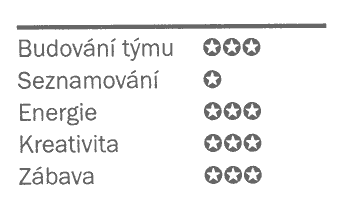 Budování týmu ✪✪✪
Seznamování ✪
Energie ✪✪✪
Kreativita ✪✪✪
Zábava ✪✪✪